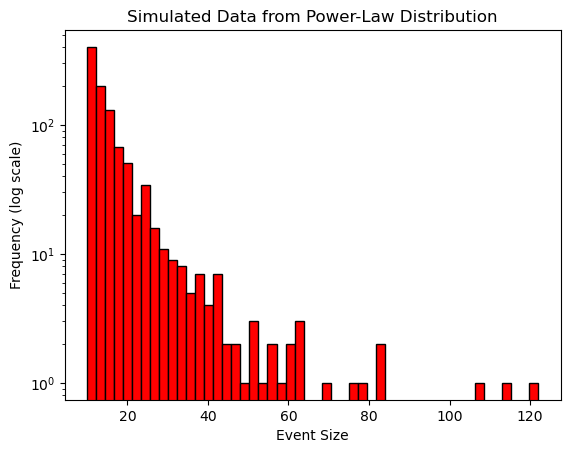 Simulated Data from Power-Law Distribution
Frequency (log scale)
10²
10¹
10⁰
20 40 60 80 100 120
Event Size